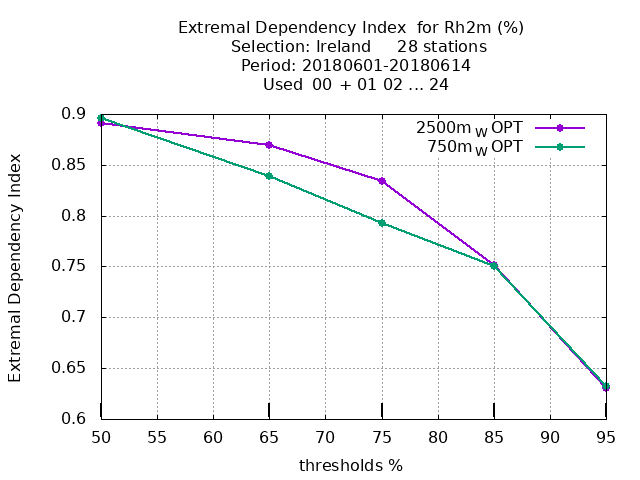 Extremal Dependency Index  for Rh2m (%)
Selection: Ireland     28 stations
Period: 20180601-20180614
Used  00  + 01 02 ... 24
0.9
0.85
0.8
0.75
0.7
0.65
0.6
Extremal Dependency Index
2500m W OPT
750m W OPT
50 55 60 65 70 75 80 85 90 95
thresholds %